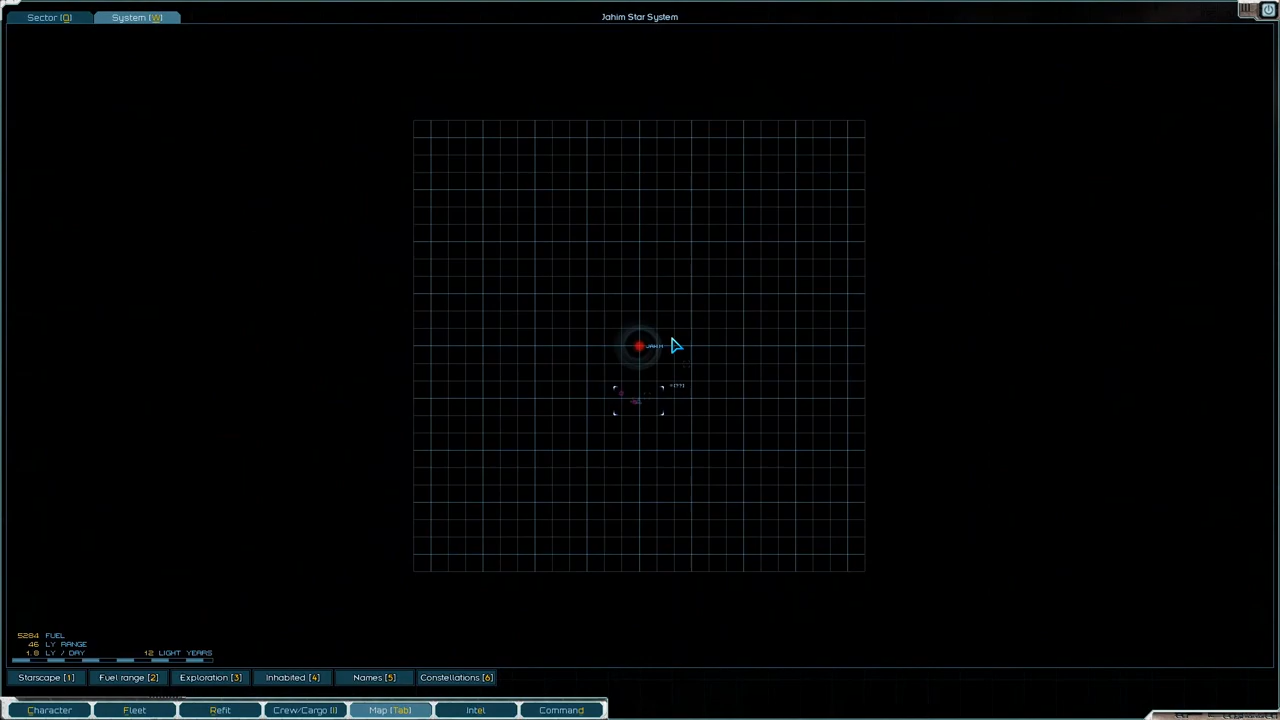 Sector [Q]
System [W]
Jahim Star System
JAHIM
5284 FUEL
46 LY RANGE
1.8 LY / DAY
12 LIGHT YEARS
Starscape [1]
Fuel range [2]
Exploration [3]
Inhabited [4]
Names [5]
Constellations [6]
Character
Fleet
Refit
Crew/Cargo [I]
Map [Tab]
Intel
Command